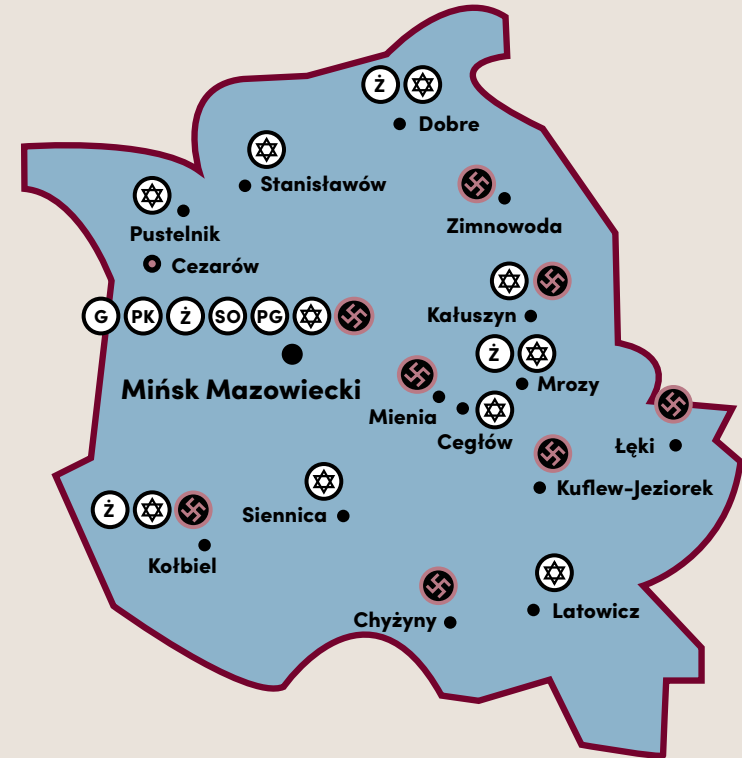 Ż
Dobre
Stanisławów
Zimnowoda
Pustelnik
Cezarów
Kałuszyn
G PK Ż SO PG
Ż
Mrozy
Mińsk Mazowiecki
Mienia
Cegłów
Łęki
Kuflew-Jeziorek
Ż
Siennica
Kołbiel
Latowicz
Chyżyny